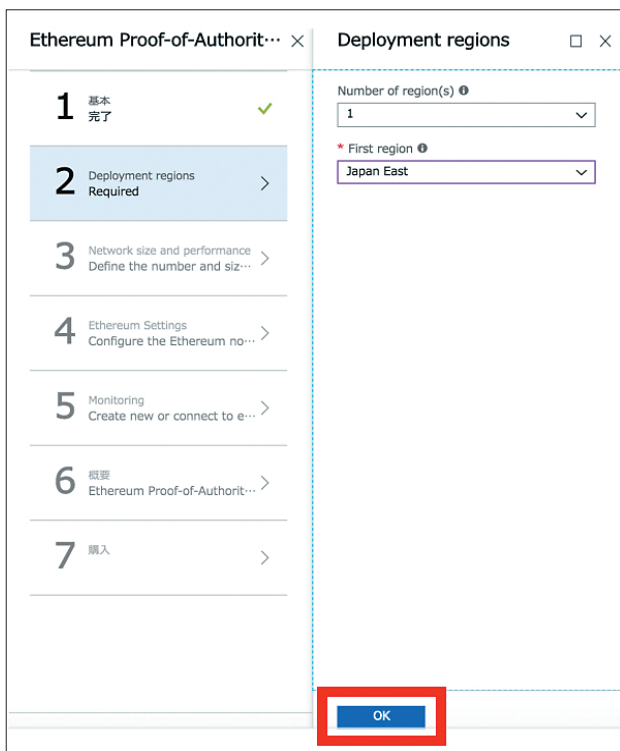 Ethereum Proof-of-Authorit…
1
基本
完了
2
Deployment regions
Required
3
Network size and performance
Define the number and siz…
4
Ethereum Settings
Configure the Ethereum no…
5
Monitoring
Create new or connect to e…
6
概要
Ethereum Proof-of-Authorit…
7
購入
Deployment regions
Number of region(s)
1
* First region
Japan East
OK